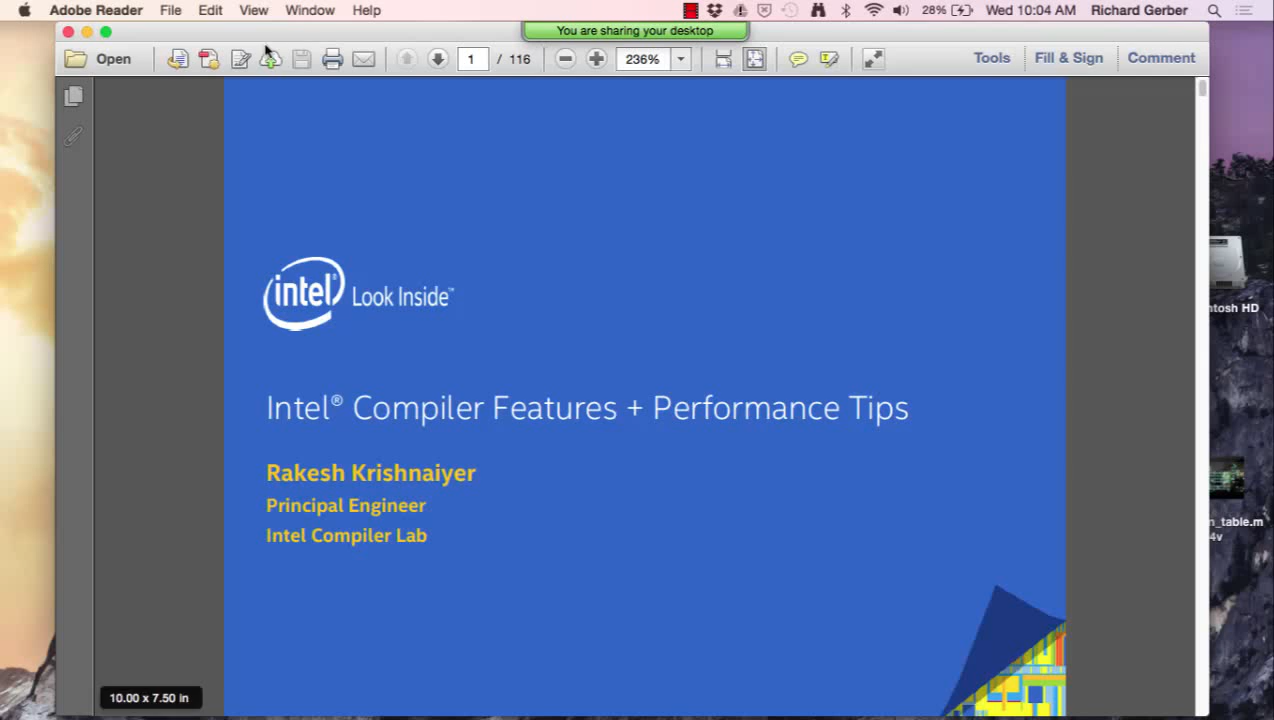 Adobe Reader File Edit View Window Help 28% Wed 10:04 AM Richard Gerber
You are sharing your desktop
Open 1 / 116 236% Tools Fill & Sign Comment
intel® Look Inside™
tosh HD
Intel® Compiler Features + Performance Tips
Rakesh Krishnaiyer
Principal Engineer
Intel Compiler Lab
n_table.m
4v
10.00 x 7.50 in